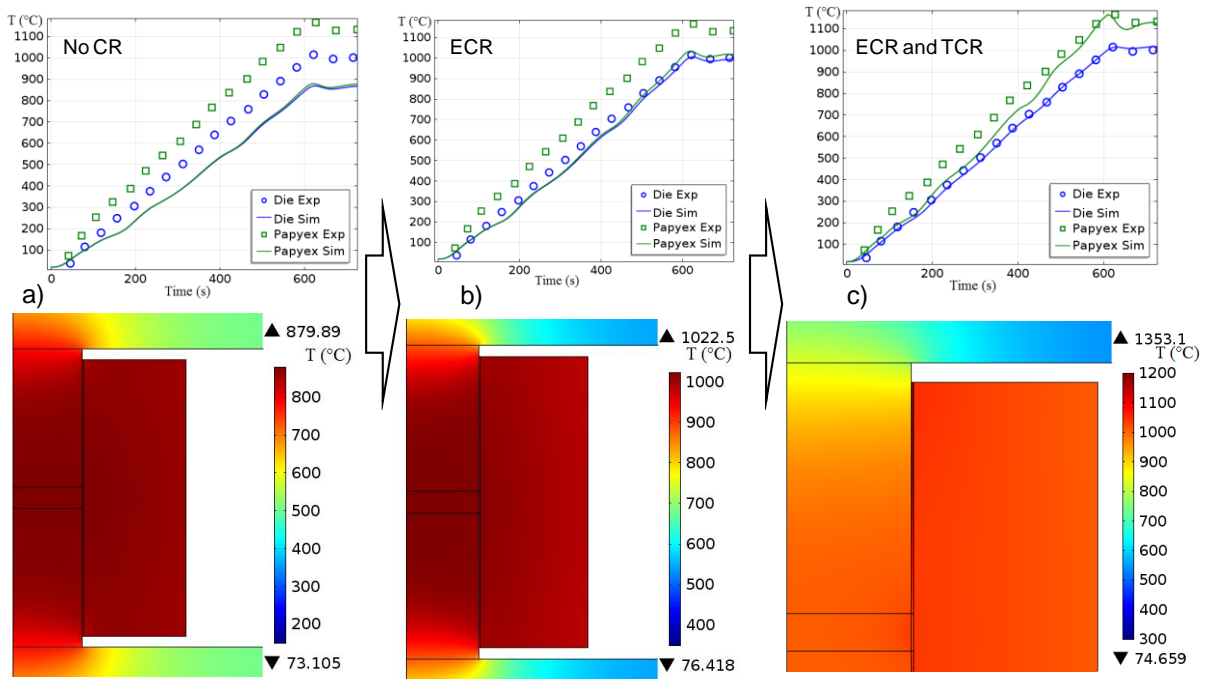 T (°C)
1200
1100
1000
900
800
700
600
500
400
300
200
100
0
200
400
600
Time (s)
No CR
Die Exp
Die Sim
Papyex Exp
Papyex Sim
a)
T (°C)
1200
1100
1000
900
800
700
600
500
400
300
200
100
0
200
400
600
Time (s)
ECR
Die Exp
Die Sim
Papyex Exp
Papyex Sim
b)
T (°C)
1200
1100
1000
900
800
700
600
500
400
300
200
100
0
200
400
600
Time (s)
ECR and TCR
Die Exp
Die Sim
Papyex Exp
Papyex Sim
c)
▲ 879.89
T (°C)
800
700
600
500
400
300
200
▼ 73.105
▲ 1022.5
T (°C)
1000
900
800
700
600
500
400
▼ 76.418
▲ 1353.1
T (°C)
1200
1100
1000
900
800
700
600
500
400
300
▼ 74.659